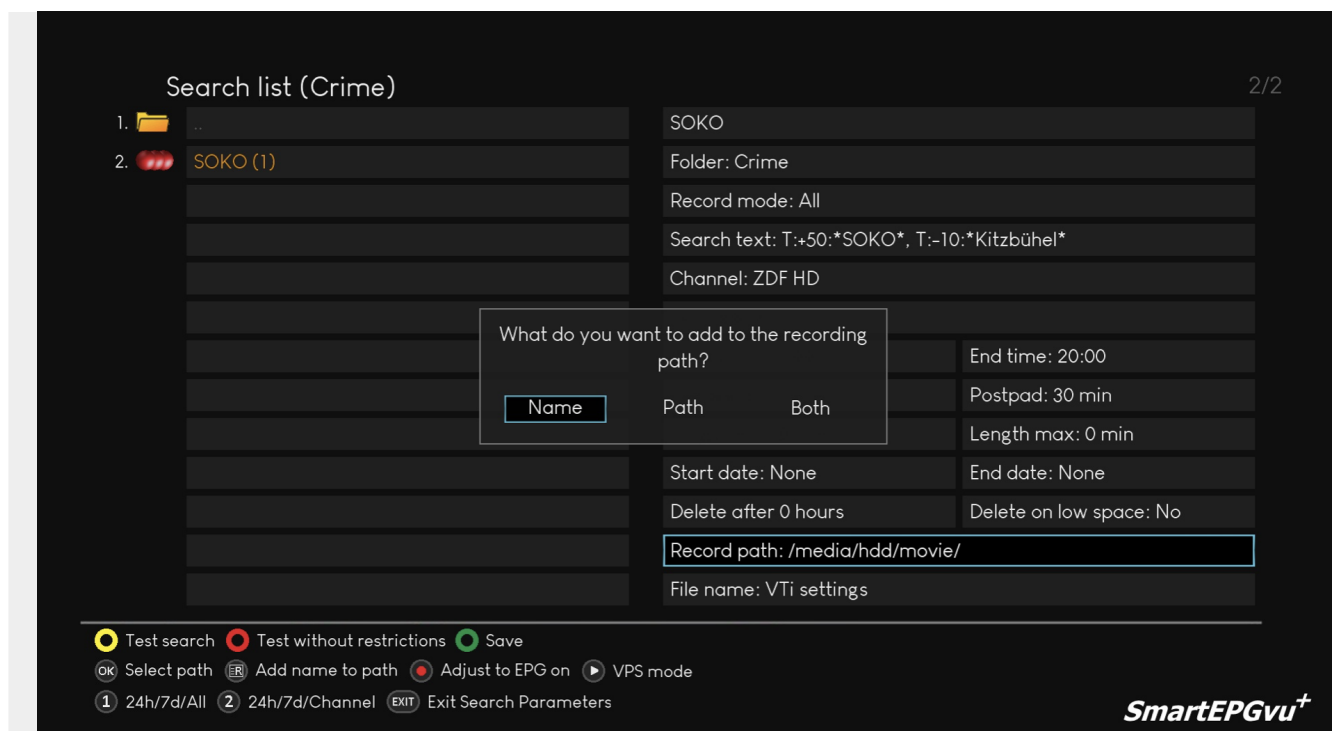 Search list (Crime)
2/2
1.
..
SOKO
2.
SOKO (1)
Folder: Crime
Record mode: All
Search text: T:+50:*SOKO*, T:-10:*Kitzbühel*
Channel: ZDF HD
What do you want to add to the recording
path?
Name Path Both
End time: 20:00
Postpad: 30 min
Length max: 0 min
Start date: None
End date: None
Delete after 0 hours
Delete on low space: No
Record path: /media/hdd/movie/
File name: VTi settings
Test search Test without restrictions Save
OK Select path ER Add name to path Adjust to EPG on VPS mode
1 24h/7d/All 2 24h/7d/Channel EXIT Exit Search Parameters
SmartEPGvu+